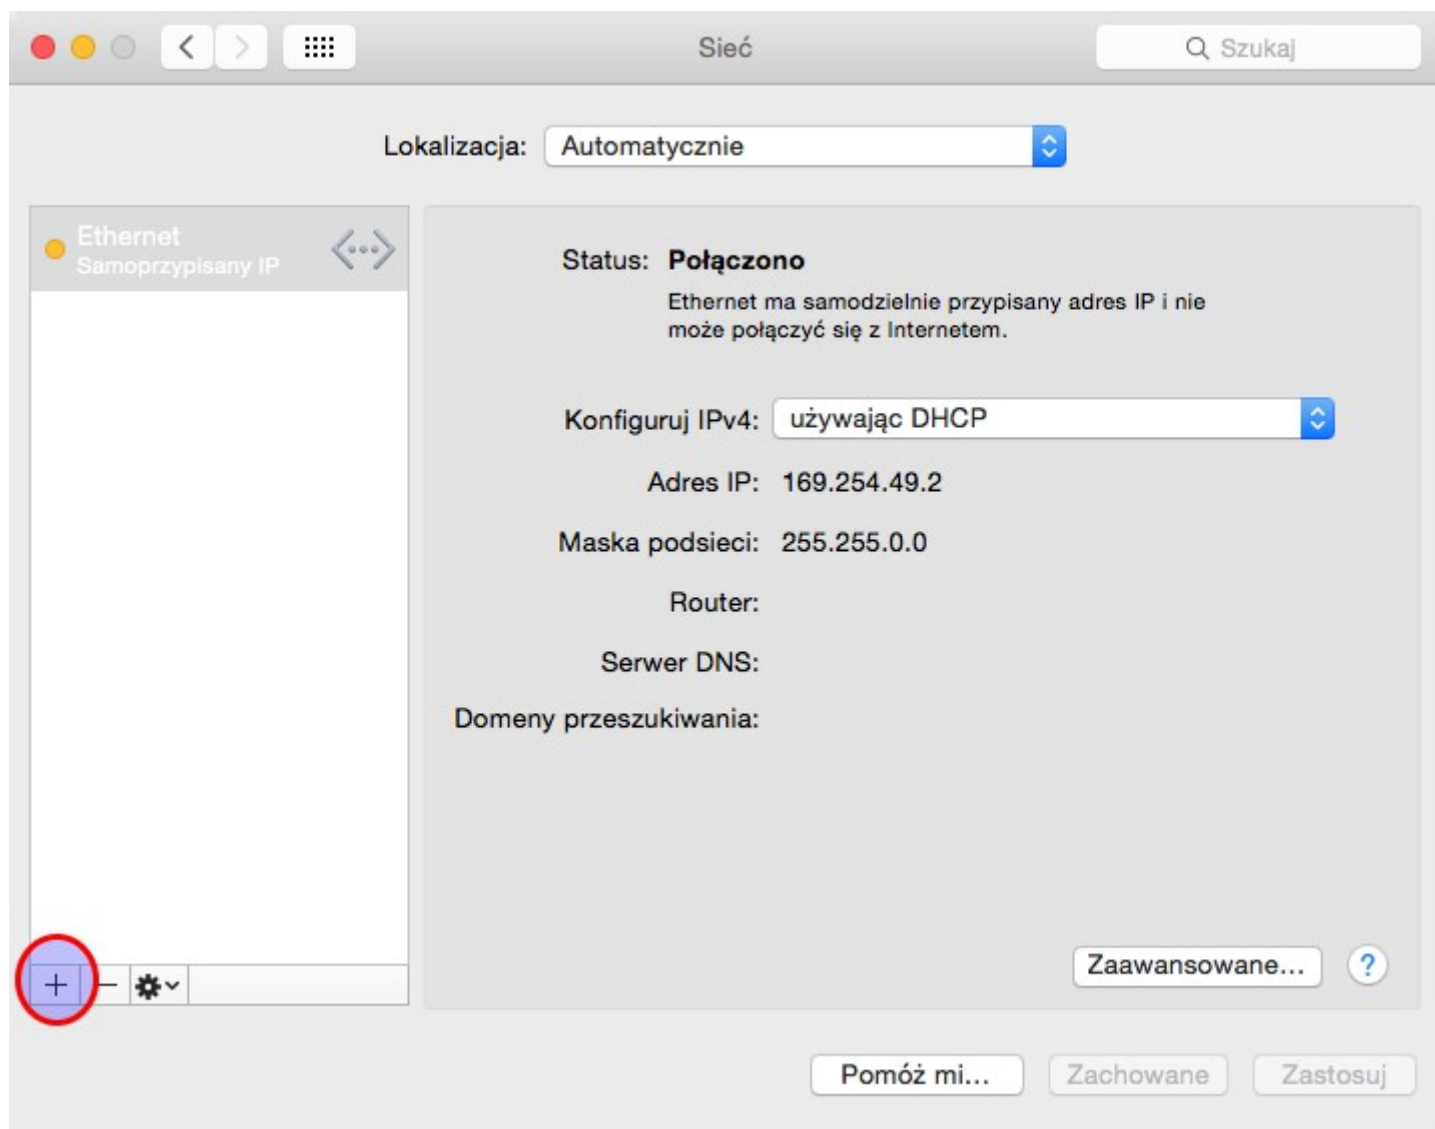 Sieć
Szukaj
Lokalizacja: Automatycznie
Ethernet
Samoprzypisany IP
Status: Połączono
Ethernet ma samodzielnie przypisany adres IP i nie
może połączyć się z Internetem.
Konfiguruj IPv4: używając DHCP
Adres IP: 169.254.49.2
Maska podsieci: 255.255.0.0
Router:
Serwer DNS:
Domeny przeszukiwania:
Zaawansowane... ?
Pomóż mi... Zachowane Zastosuj